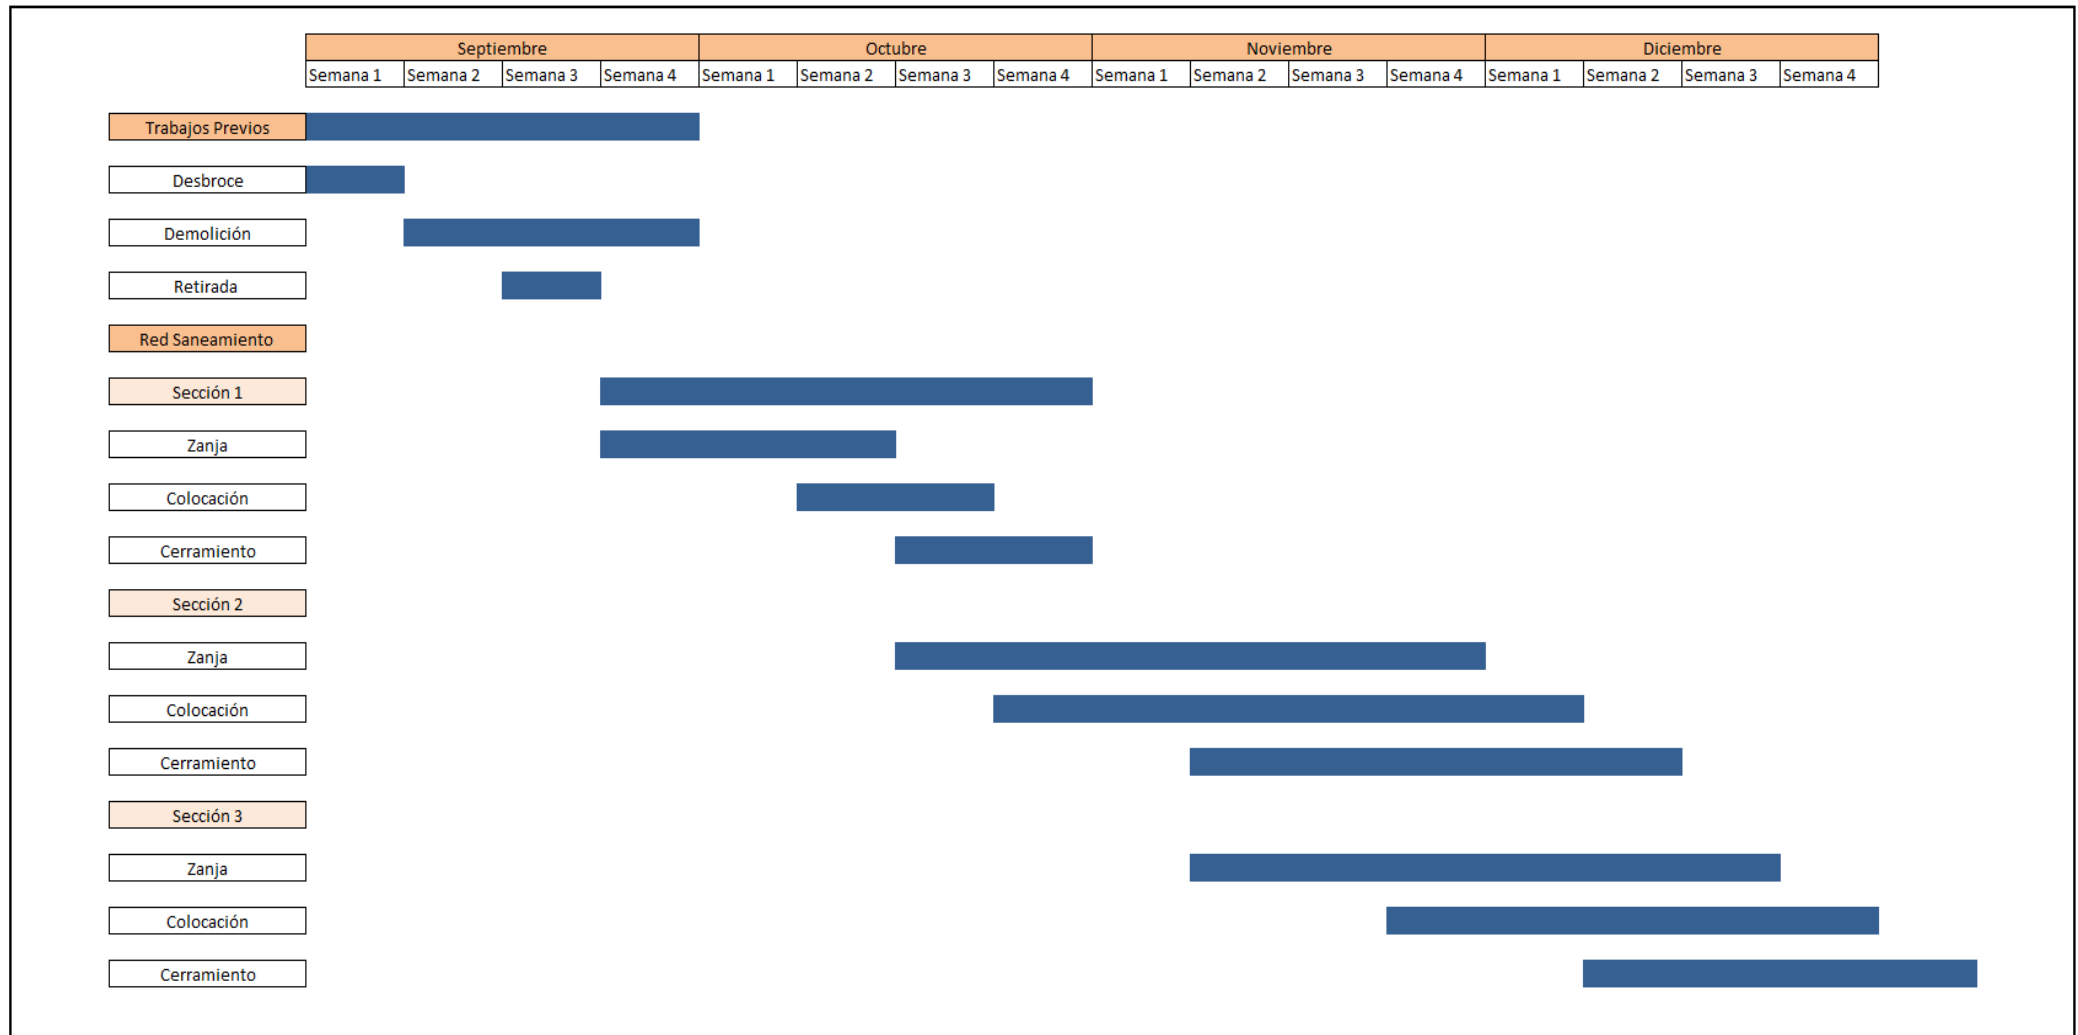 Septiembre Octubre Noviembre Diciembre
Semana 1 Semana 2 Semana 3 Semana 4 Semana 1 Semana 2 Semana 3 Semana 4 Semana 1 Semana 2 Semana 3 Semana 4 Semana 1 Semana 2 Semana 3 Semana 4
Trabajos Previos
Desbroce
Demolición
Retirada
Red Saneamiento
Sección 1
Zanja
Colocación
Cerramiento
Sección 2
Zanja
Colocación
Cerramiento
Sección 3
Zanja
Colocación
Cerramiento